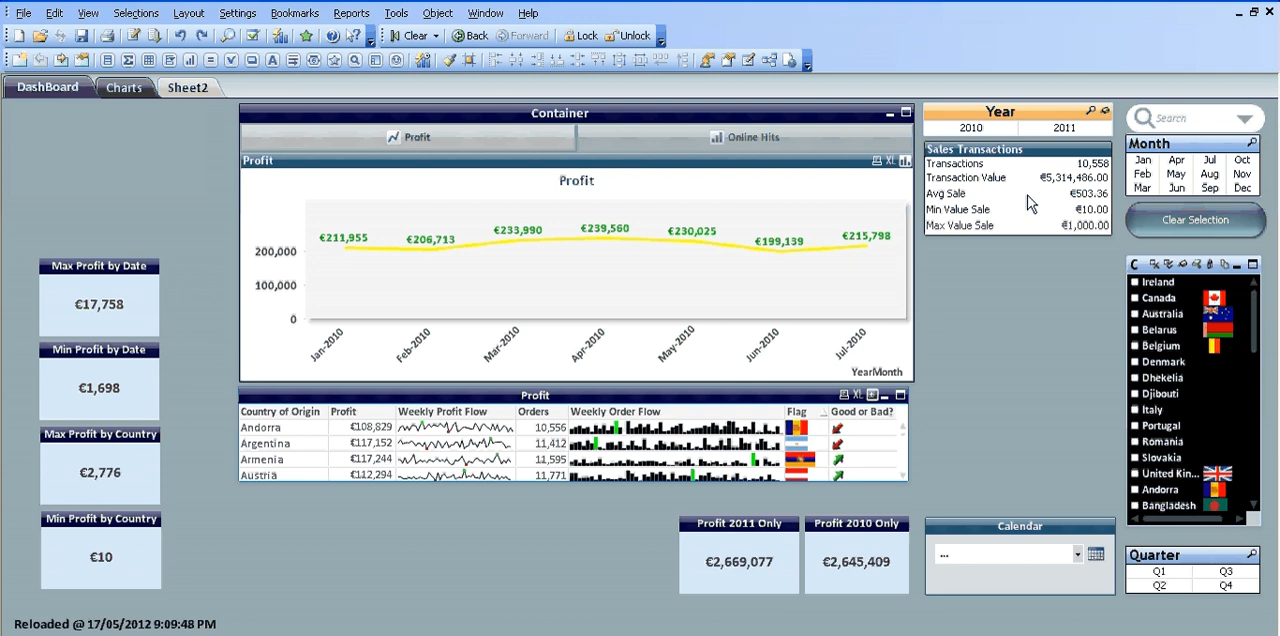 File Edit View Selections Layout Settings Bookmarks Reports Tools Object Window Help
Clear Back Forward Lock Unlock
DashBoard Charts Sheet2
Container
Profit Online Hits
Profit XL
Profit
€211,955 €206,713 €233,990 €239,560 €230,025 €199,139 €215,798
200,000
100,000
0
Jan-2010 Feb-2010 Mar-2010 Apr-2010 May-2010 Jun-2010 Jul-2010
YearMonth
Year
2010 2011
Sales Transactions
Transactions 10,558
Transaction Value €5,314,486.00
Avg Sale €503.36
Min Value Sale €10.00
Max Value Sale €1,000.00
Search
Month
Jan Apr Jul Oct
Feb May Aug Nov
Mar Jun Sep Dec
Clear Selection
C
Ireland
Canada
Australia
Belarus
Belgium
Denmark
Dhekelia
Djibouti
Italy
Portugal
Romania
Slovakia
United Kin...
Andorra
Bangladesh
Max Profit by Date
€17,758
Min Profit by Date
€1,698
Max Profit by Country
€2,776
Min Profit by Country
€10
Profit XL
Country of Origin Profit Weekly Profit Flow Orders Weekly Order Flow Flag Good or Bad?
Andorra €108,829 10,556
Argentina €117,152 11,412
Armenia €117,244 11,595
Austria €112,294 11,771
Profit 2011 Only
€2,669,077
Profit 2010 Only
€2,645,409
Calendar
...
Quarter
Q1 Q3
Q2 Q4
Reloaded @ 17/05/2012 9:09:48 PM